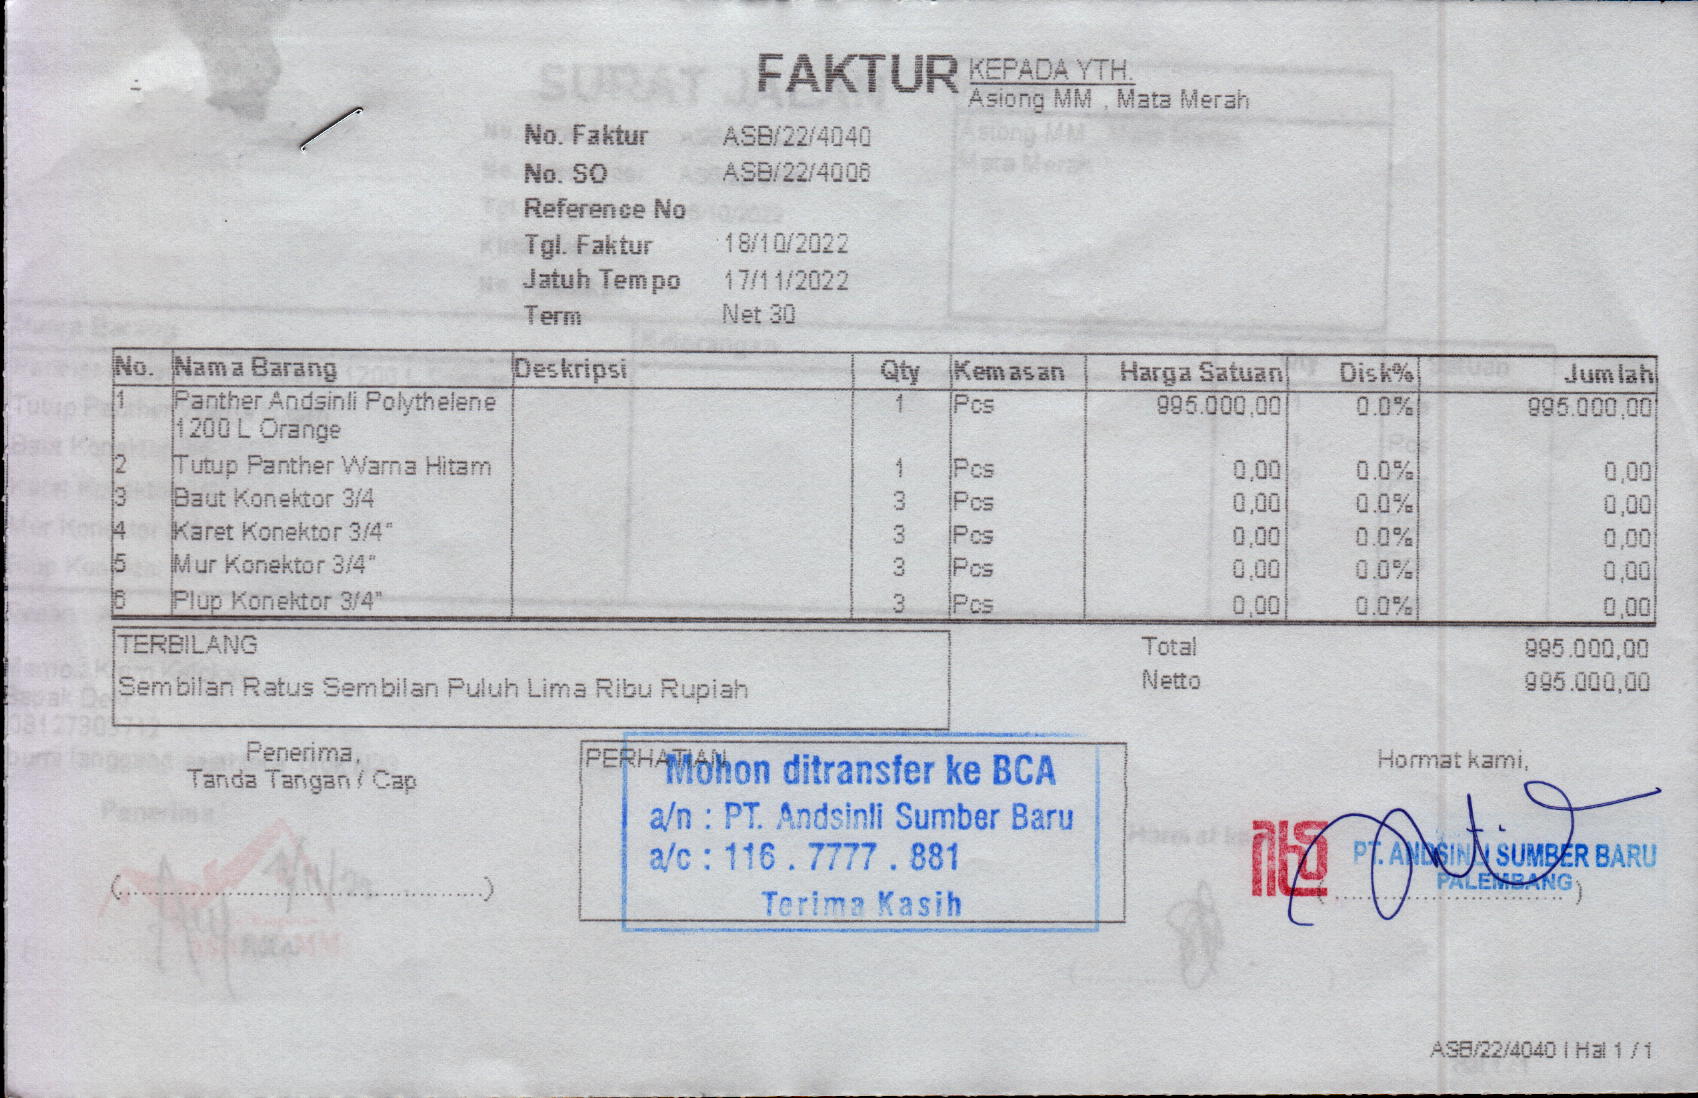 FAKTUR
KEPADA YTH.
Asiong MM , Mata Merah
No. Faktur ASB/22/4040
No. SO ASB/22/4006
Reference No
Tgl. Faktur 18/10/2022
Jatuh Tempo 17/11/2022
Term Net 30
No. Nama Barang Deskripsi Qty Kemasan Harga Satuan Disk% Jumlah
1 Panther Andsinli Polythelene 1 Pcs 995.000,00 0.0% 995.000,00
1200 L Orange
2 Tutup Panther Warna Hitam 1 Pcs 0,00 0.0% 0,00
3 Baut Konektor 3/4 3 Pcs 0,00 0.0% 0,00
4 Karet Konektor 3/4" 3 Pcs 0,00 0.0% 0,00
5 Mur Konektor 3/4" 3 Pcs 0,00 0.0% 0,00
6 Plup Konektor 3/4" 3 Pcs 0,00 0.0% 0,00
TERBILANG
Sembilan Ratus Sembilan Puluh Lima Ribu Rupiah
Total 995.000,00
Netto 995.000,00
Penerima,
Tanda Tangan / Cap
(........................................)
PERHATIAN
Mohon ditransfer ke BCA
a/n : PT. Andsinli Sumber Baru
a/c : 116 . 7777 . 881
Terima Kasih
Hormat kami,
PT. ANDSINLI SUMBER BARU
PALEMBANG
ASB/22/4040 | Hal 1 / 1